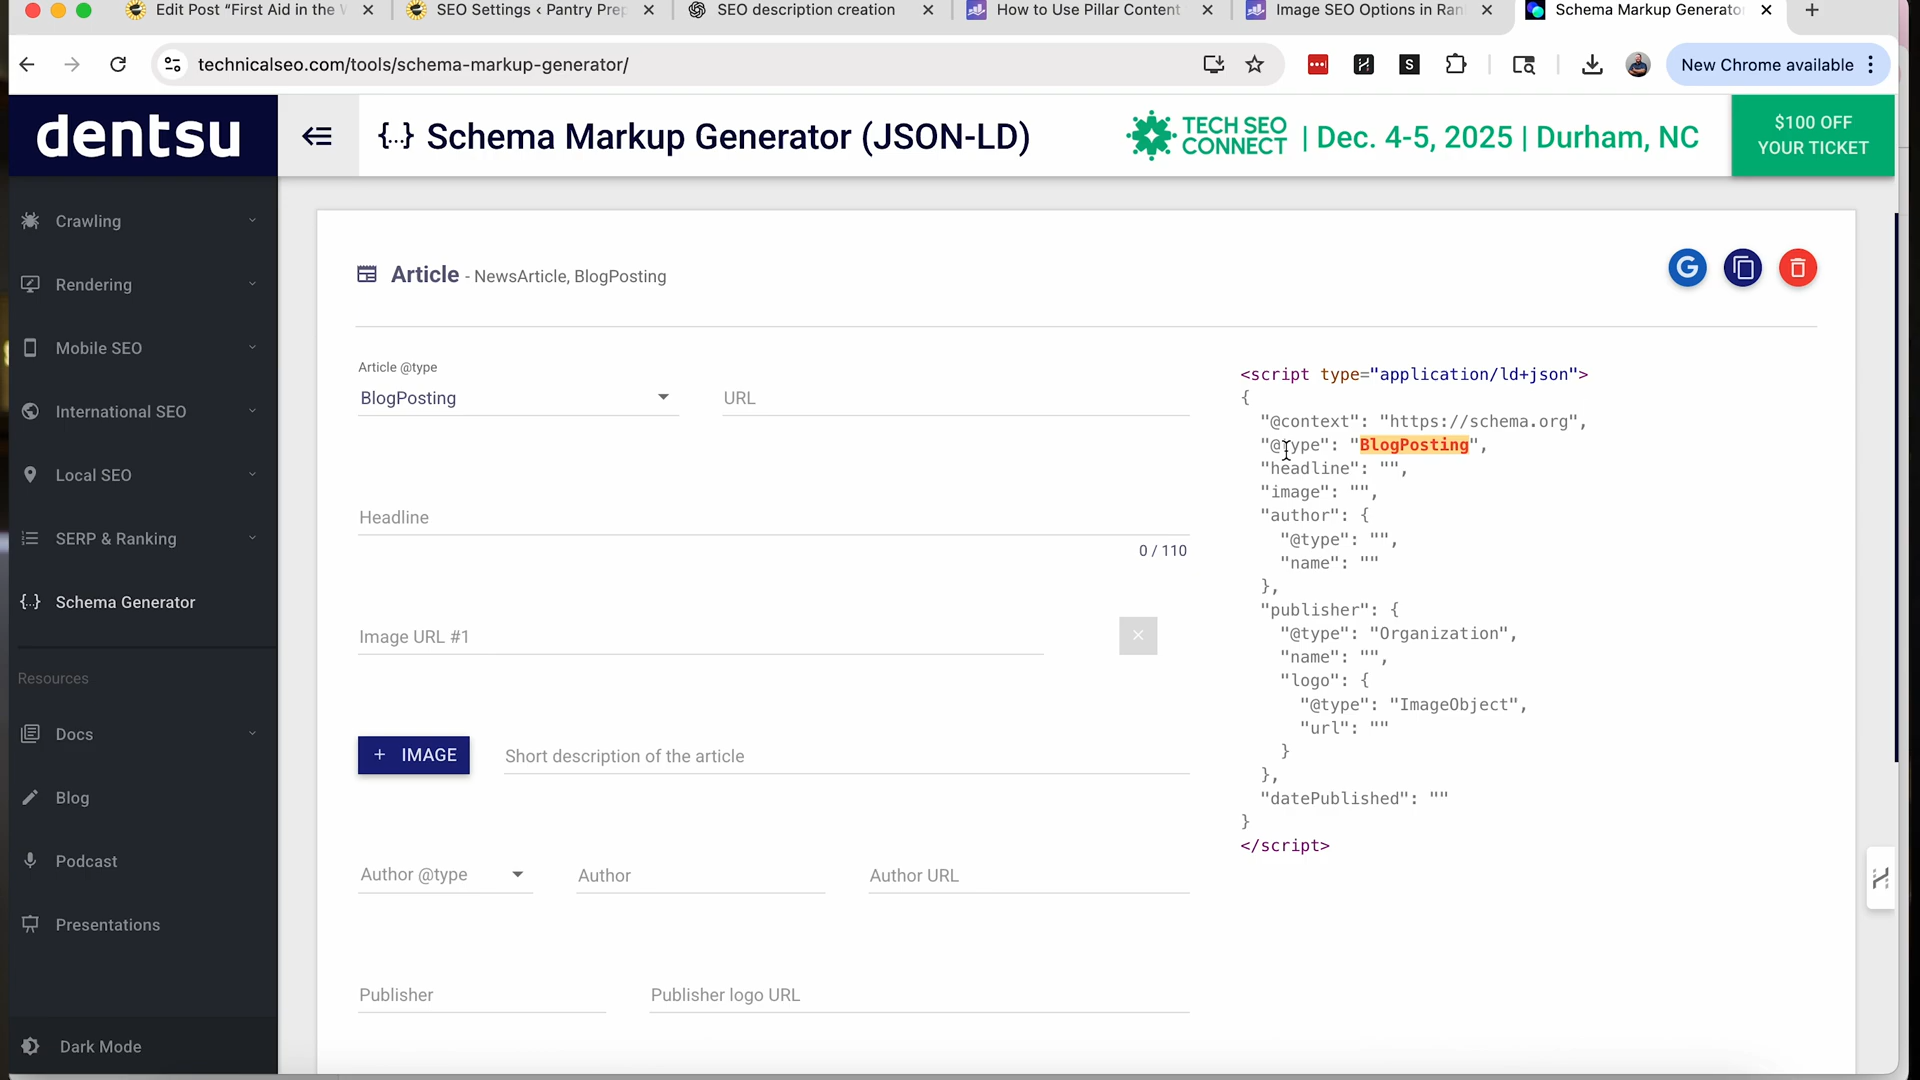 Edit Post “First Aid in the W
SEO Settings ‹ Pantry Prep
SEO description creation
How to Use Pillar Content
Image SEO Options in Ran
Schema Markup Generator
technicalseo.com/tools/schema-markup-generator/
S
New Chrome available
dentsu
{...} Schema Markup Generator (JSON-LD)
TECH SEO
CONNECT
| Dec. 4-5, 2025 | Durham, NC
$100 OFF
YOUR TICKET
Crawling
Rendering
Mobile SEO
International SEO
Local SEO
SERP & Ranking
{..} Schema Generator
Resources
Docs
Blog
Podcast
Presentations
Dark Mode
Article - NewsArticle, BlogPosting
G
Article @type
BlogPosting
URL
Headline
0 / 110
Image URL #1
+ IMAGE
Short description of the article
Author @type
Author
Author URL
Publisher
Publisher logo URL
<script type="application/ld+json">
{
"@context": "https://schema.org",
"@type": "BlogPosting",
"headline": "",
"image": "",
"author": {
"@type": "",
"name": ""
},
"publisher": {
"@type": "Organization",
"name": "",
"logo": {
"@type": "ImageObject",
"url": ""
}
},
"datePublished": ""
}
</script>